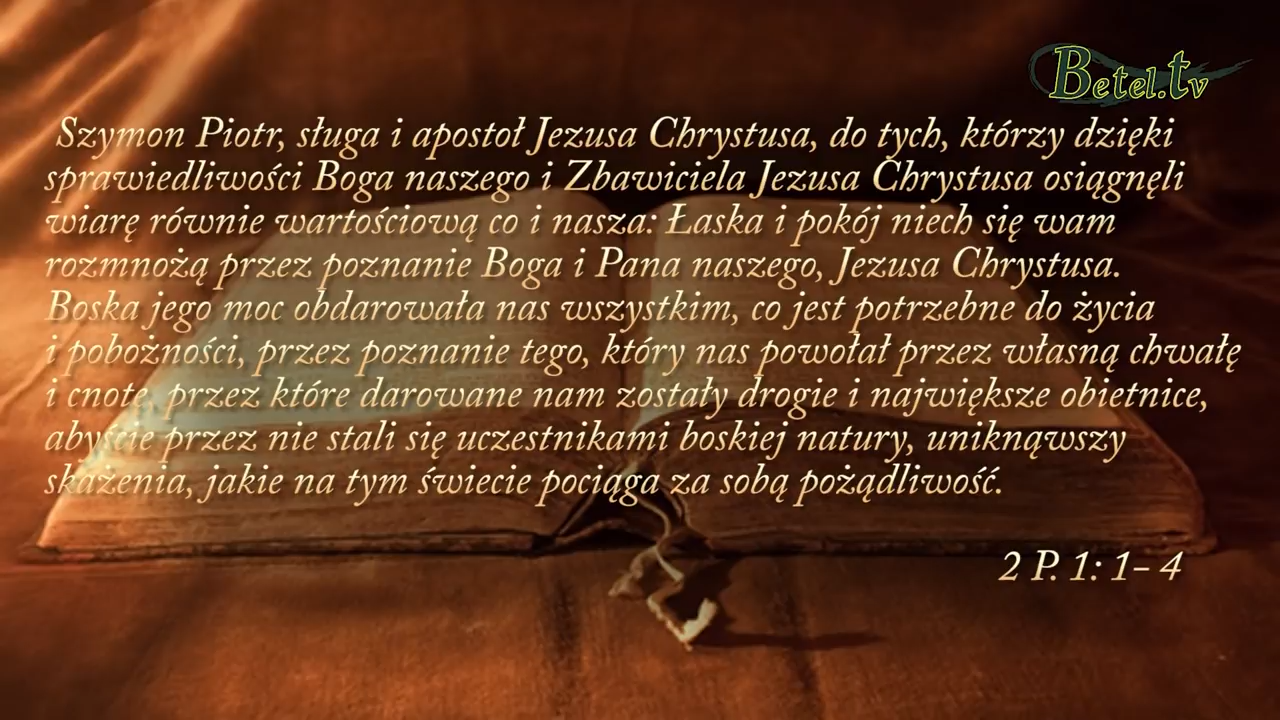 Betel.tv
Szymon Piotr, sługa i apostoł Jezusa Chrystusa, do tych, którzy dzięki
sprawiedliwości Boga naszego i Zbawiciela Jezusa Chrystusa osiągnęli
wiarę równie wartościową co i nasza: Łaska i pokój niech się wam
rozmnożą przez poznanie Boga i Pana naszego, Jezusa Chrystusa.
Boska jego moc obdarowała nas wszystkim, co jest potrzebne do życia
i pobożności, przez poznanie tego, który nas powołał przez własną chwałę
i cnotę, przez które darowane nam zostały drogie i największe obietnice,
abyście przez nie stali się uczestnikami boskiej natury, uniknąwszy
skażenia, jakie na tym świecie pociąga za sobą pożądliwość.
2 P. 1: 1- 4